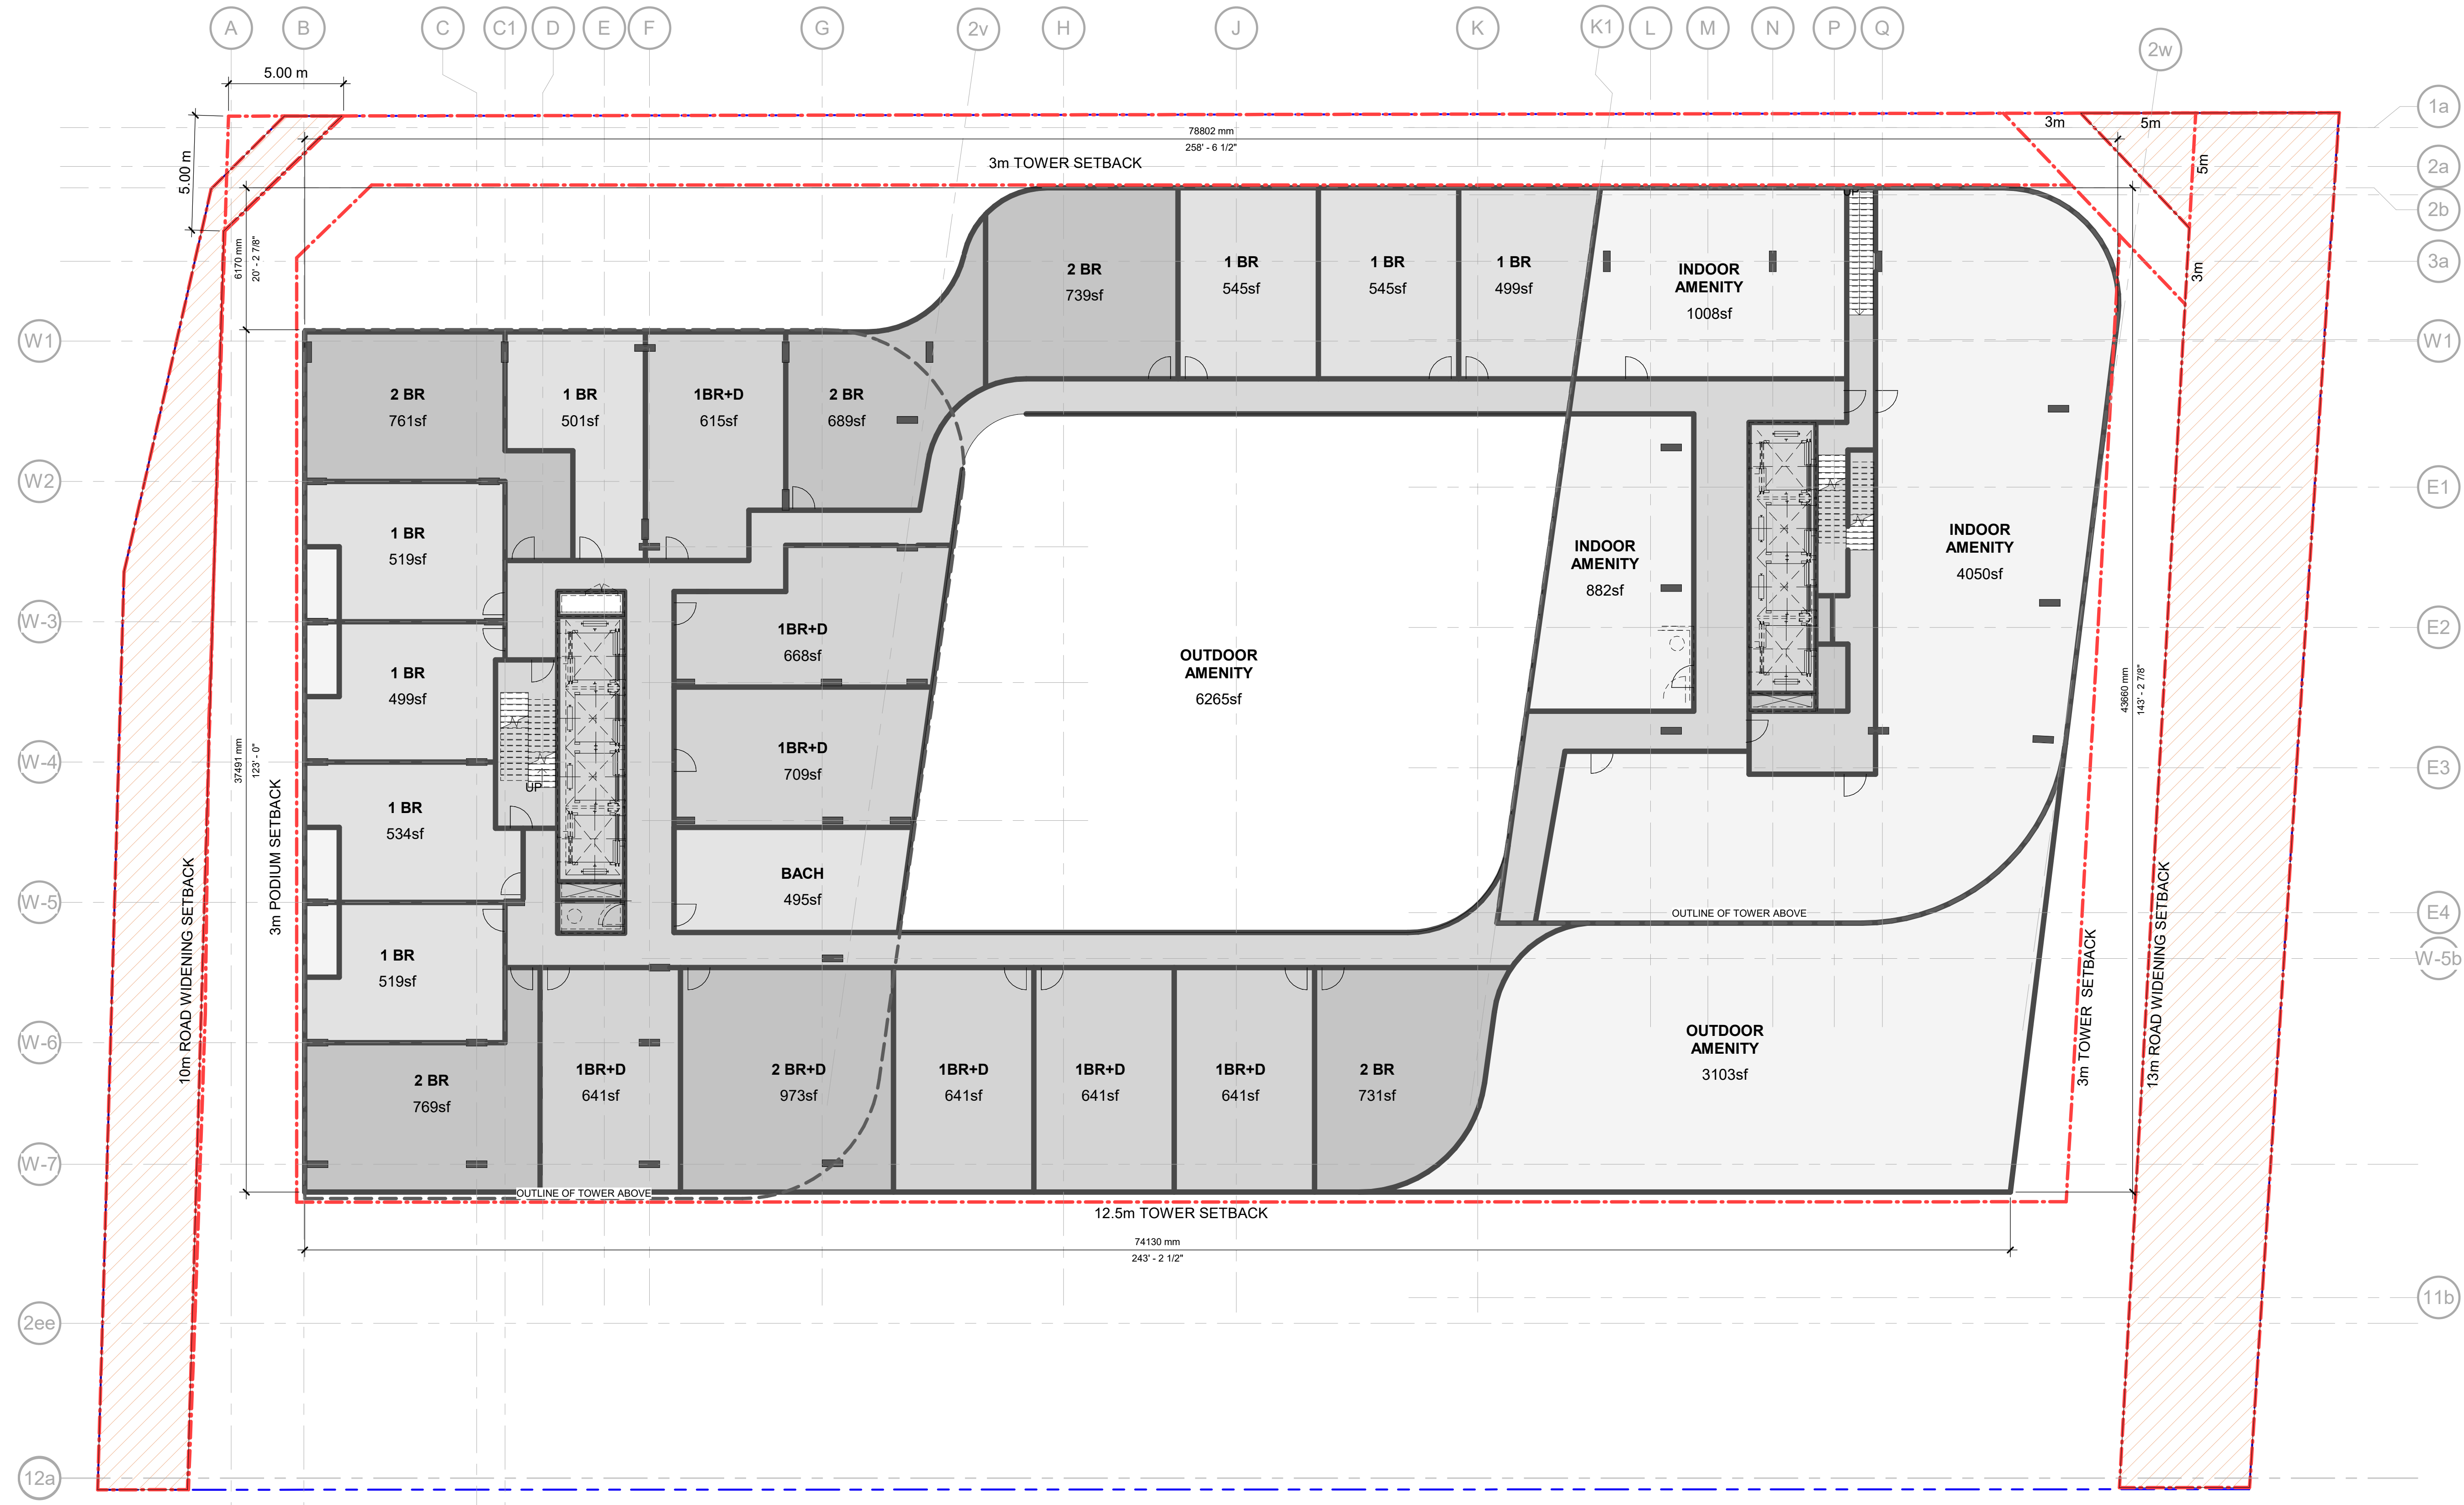 A
B
C
C1
D
E
F
G
2v
H
J
K
K1
L
M
N
P
Q
2w
5.00 m
5.00 m
1a
2a
2b
3a
3m
5m
5m
3m
78802 mm
258' - 6 1/2"
3m TOWER SETBACK
6170 mm
20' - 2 7/8"
2 BR
739sf
1 BR
545sf
1 BR
545sf
1 BR
499sf
INDOOR
AMENITY
1008sf
W1
W1
2 BR
761sf
1 BR
501sf
1BR+D
615sf
2 BR
689sf
W2
E1
1 BR
519sf
INDOOR
AMENITY
882sf
INDOOR
AMENITY
4050sf
W-3
E2
1BR+D
668sf
1 BR
499sf
OUTDOOR
AMENITY
6265sf
43660 mm
143' - 2 7/8"
37491 mm
123' - 0"
W-4
E3
1BR+D
709sf
UP
1 BR
534sf
BACH
495sf
3m PODIUM SETBACK
10m ROAD WIDENING SETBACK
W-5
E4
OUTLINE OF TOWER ABOVE
1 BR
519sf
W-5b
3m TOWER SETBACK
13m ROAD WIDENING SETBACK
W-6
OUTDOOR
AMENITY
3103sf
2 BR
769sf
1BR+D
641sf
2 BR+D
973sf
1BR+D
641sf
1BR+D
641sf
1BR+D
641sf
2 BR
731sf
W-7
OUTLINE OF TOWER ABOVE
12.5m TOWER SETBACK
74130 mm
243' - 2 1/2"
2ee
11b
12a